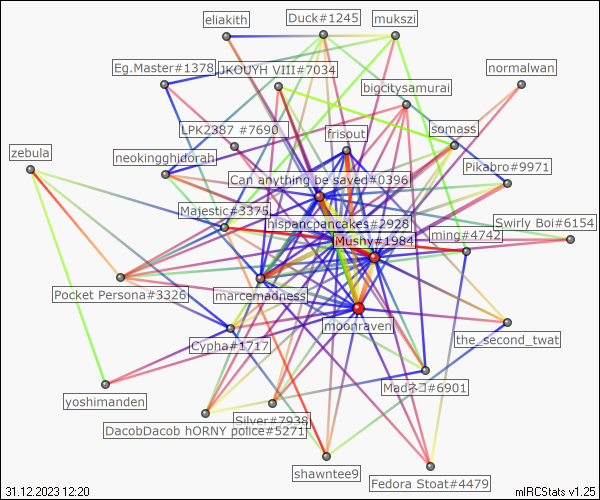 eliakith
Duck#1245
mukszi
Eg.Master#1378
JKOUYH VIII#7034
normalwan
bigcitysamurai
LPK2387 #7690
frisout
somass
zebula
neokingghidorah
Pikabro#9971
Can anything be saved#0396
Majestic#3375
hispancpancakes#2928
Swirly Boi#6154
Mushy#1984
ming#4742
Pocket Persona#3326
marcemadness
moonraven
Cypha#1717
the_second_twat
Madネコ#6901
yoshimanden
Silver#7938
DacobDacob hORNY police#5271
shawntee9
Fedora Stoat#4479
31.12.2023 12:20
mIRCStats v1.25